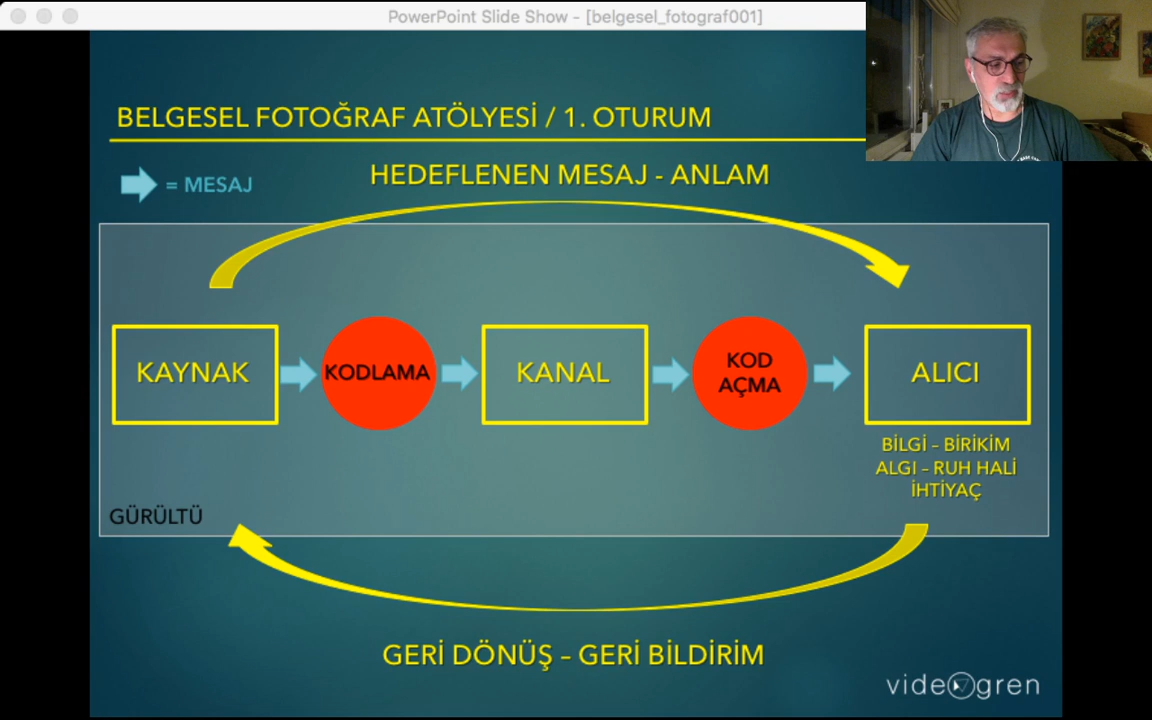 PowerPoint Slide Show - [belgesel_fotograf001]
BELGESEL FOTOĞRAF ATÖLYESİ / 1. OTURUM
= MESAJ
HEDEFLENEN MESAJ - ANLAM
KAYNAK
KODLAMA
KANAL
KOD
AÇMA
ALICI
BİLGİ – BİRİKİM
ALGI – RUH HALİ
İHTİYAÇ
GÜRÜLTÜ
GERİ DÖNÜŞ – GERİ BİLDİRİM
videogren